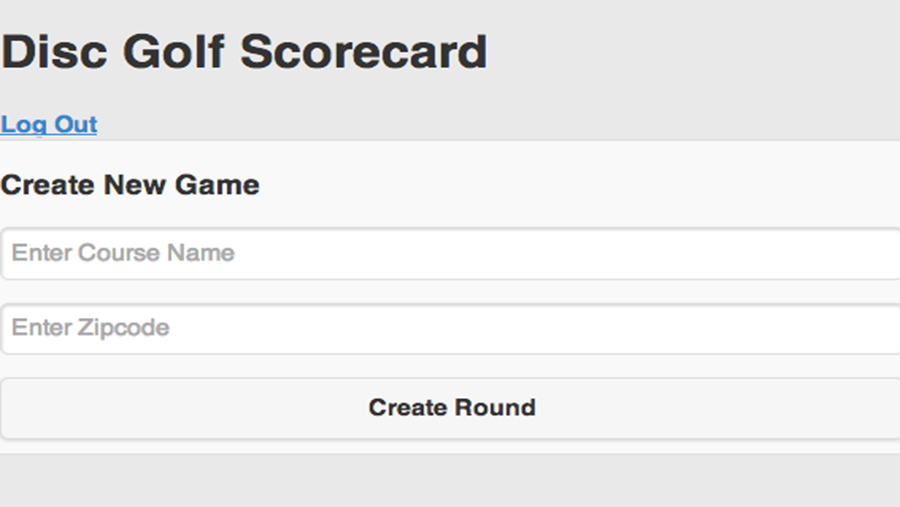 Disc Golf Scorecard
Log Out
Create New Game
Enter Course Name
Enter Zipcode
Create Round